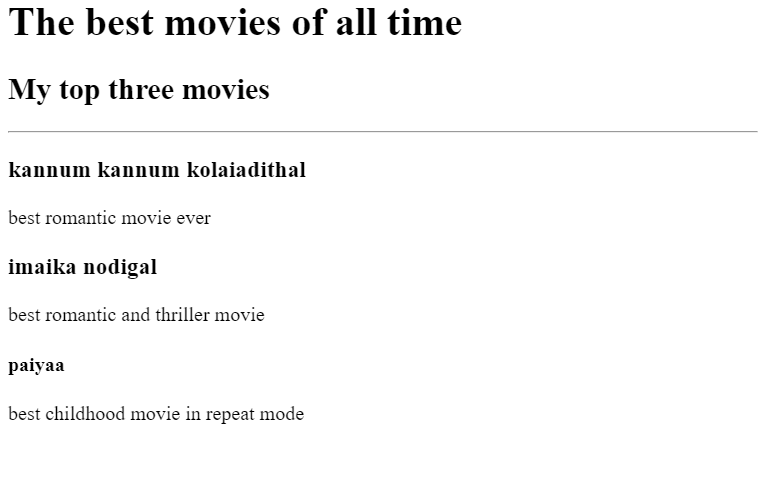 The best movies of all time
My top three movies
kannum kannum kolaiadithal
best romantic movie ever
imaika nodigal
best romantic and thriller movie
paiyaa
best childhood movie in repeat mode